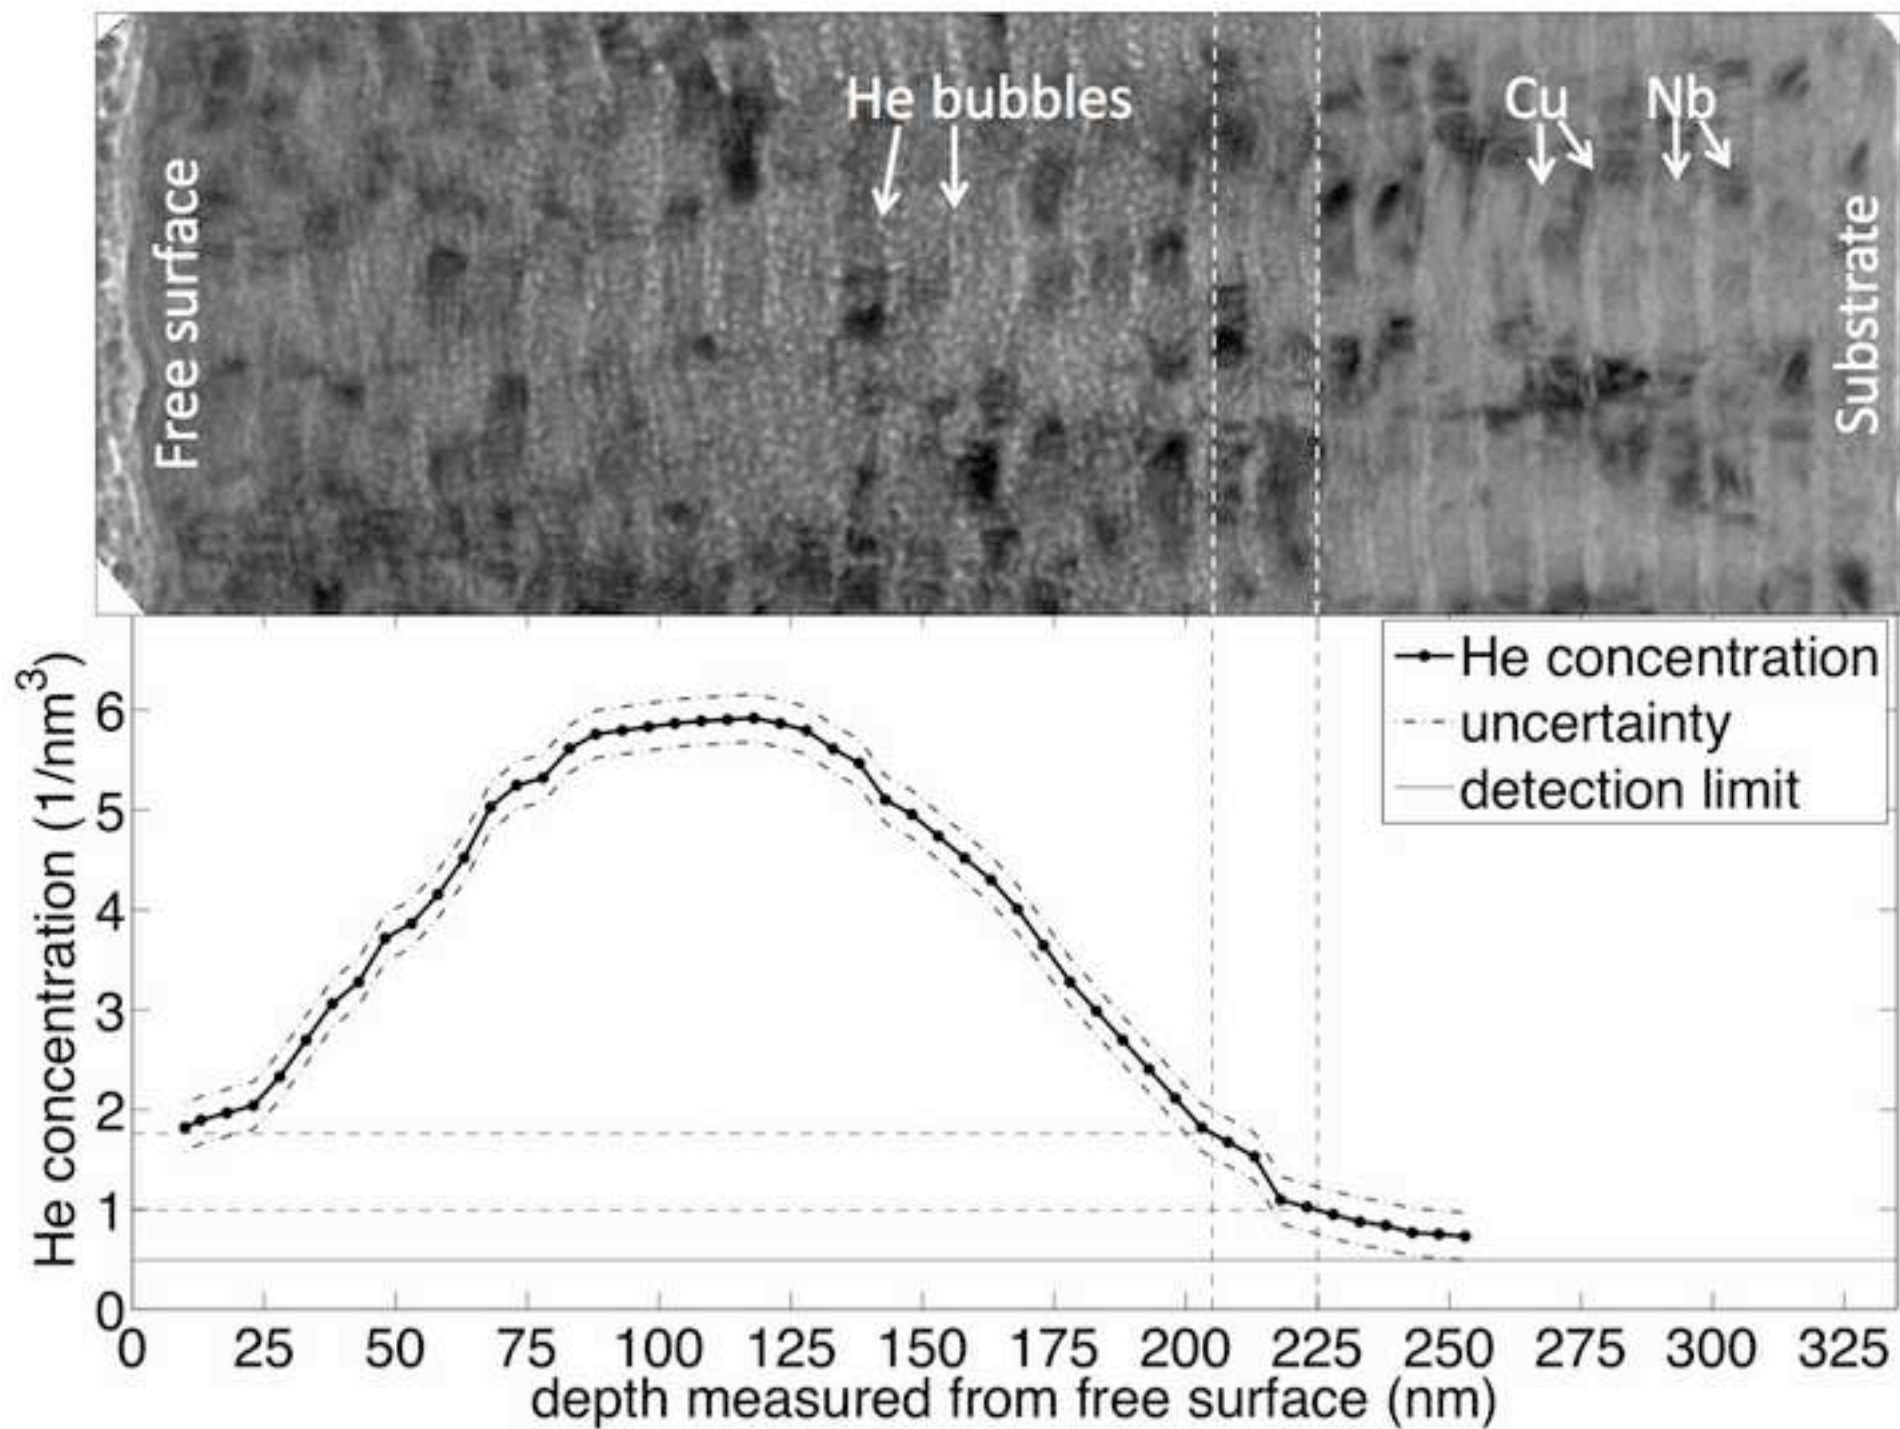 He bubbles
Cu
Nb
Free surface
Substrate
He concentration
uncertainty
detection limit
He concentration (1/nm³)
6
5
4
3
2
1
0
0 25 50 75 100 125 150 175 200 225 250 275 300 325
depth measured from free surface (nm)